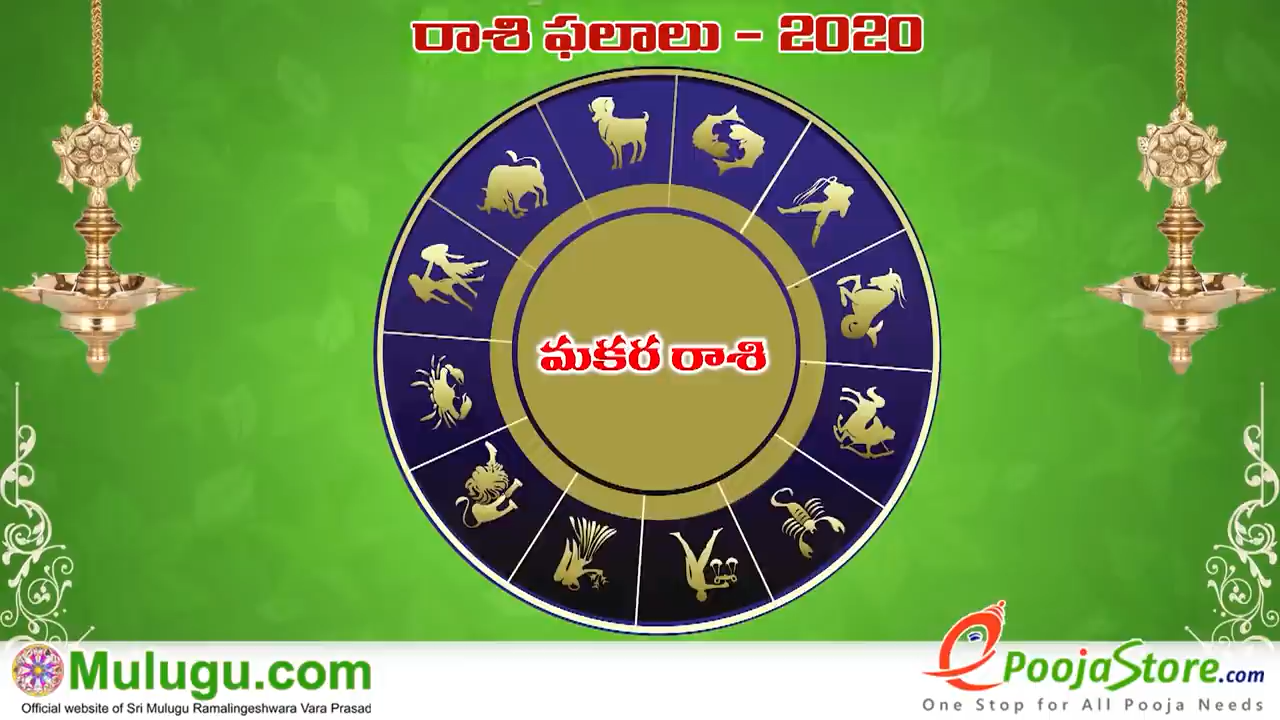 రాశి ఫలాలు - 2020
మకర రాశి
Mulugu.com
Official website of Sri Mulugu Ramalingeshwara Vara Prasad
ePoojaStore.com
One Stop for All Pooja Needs